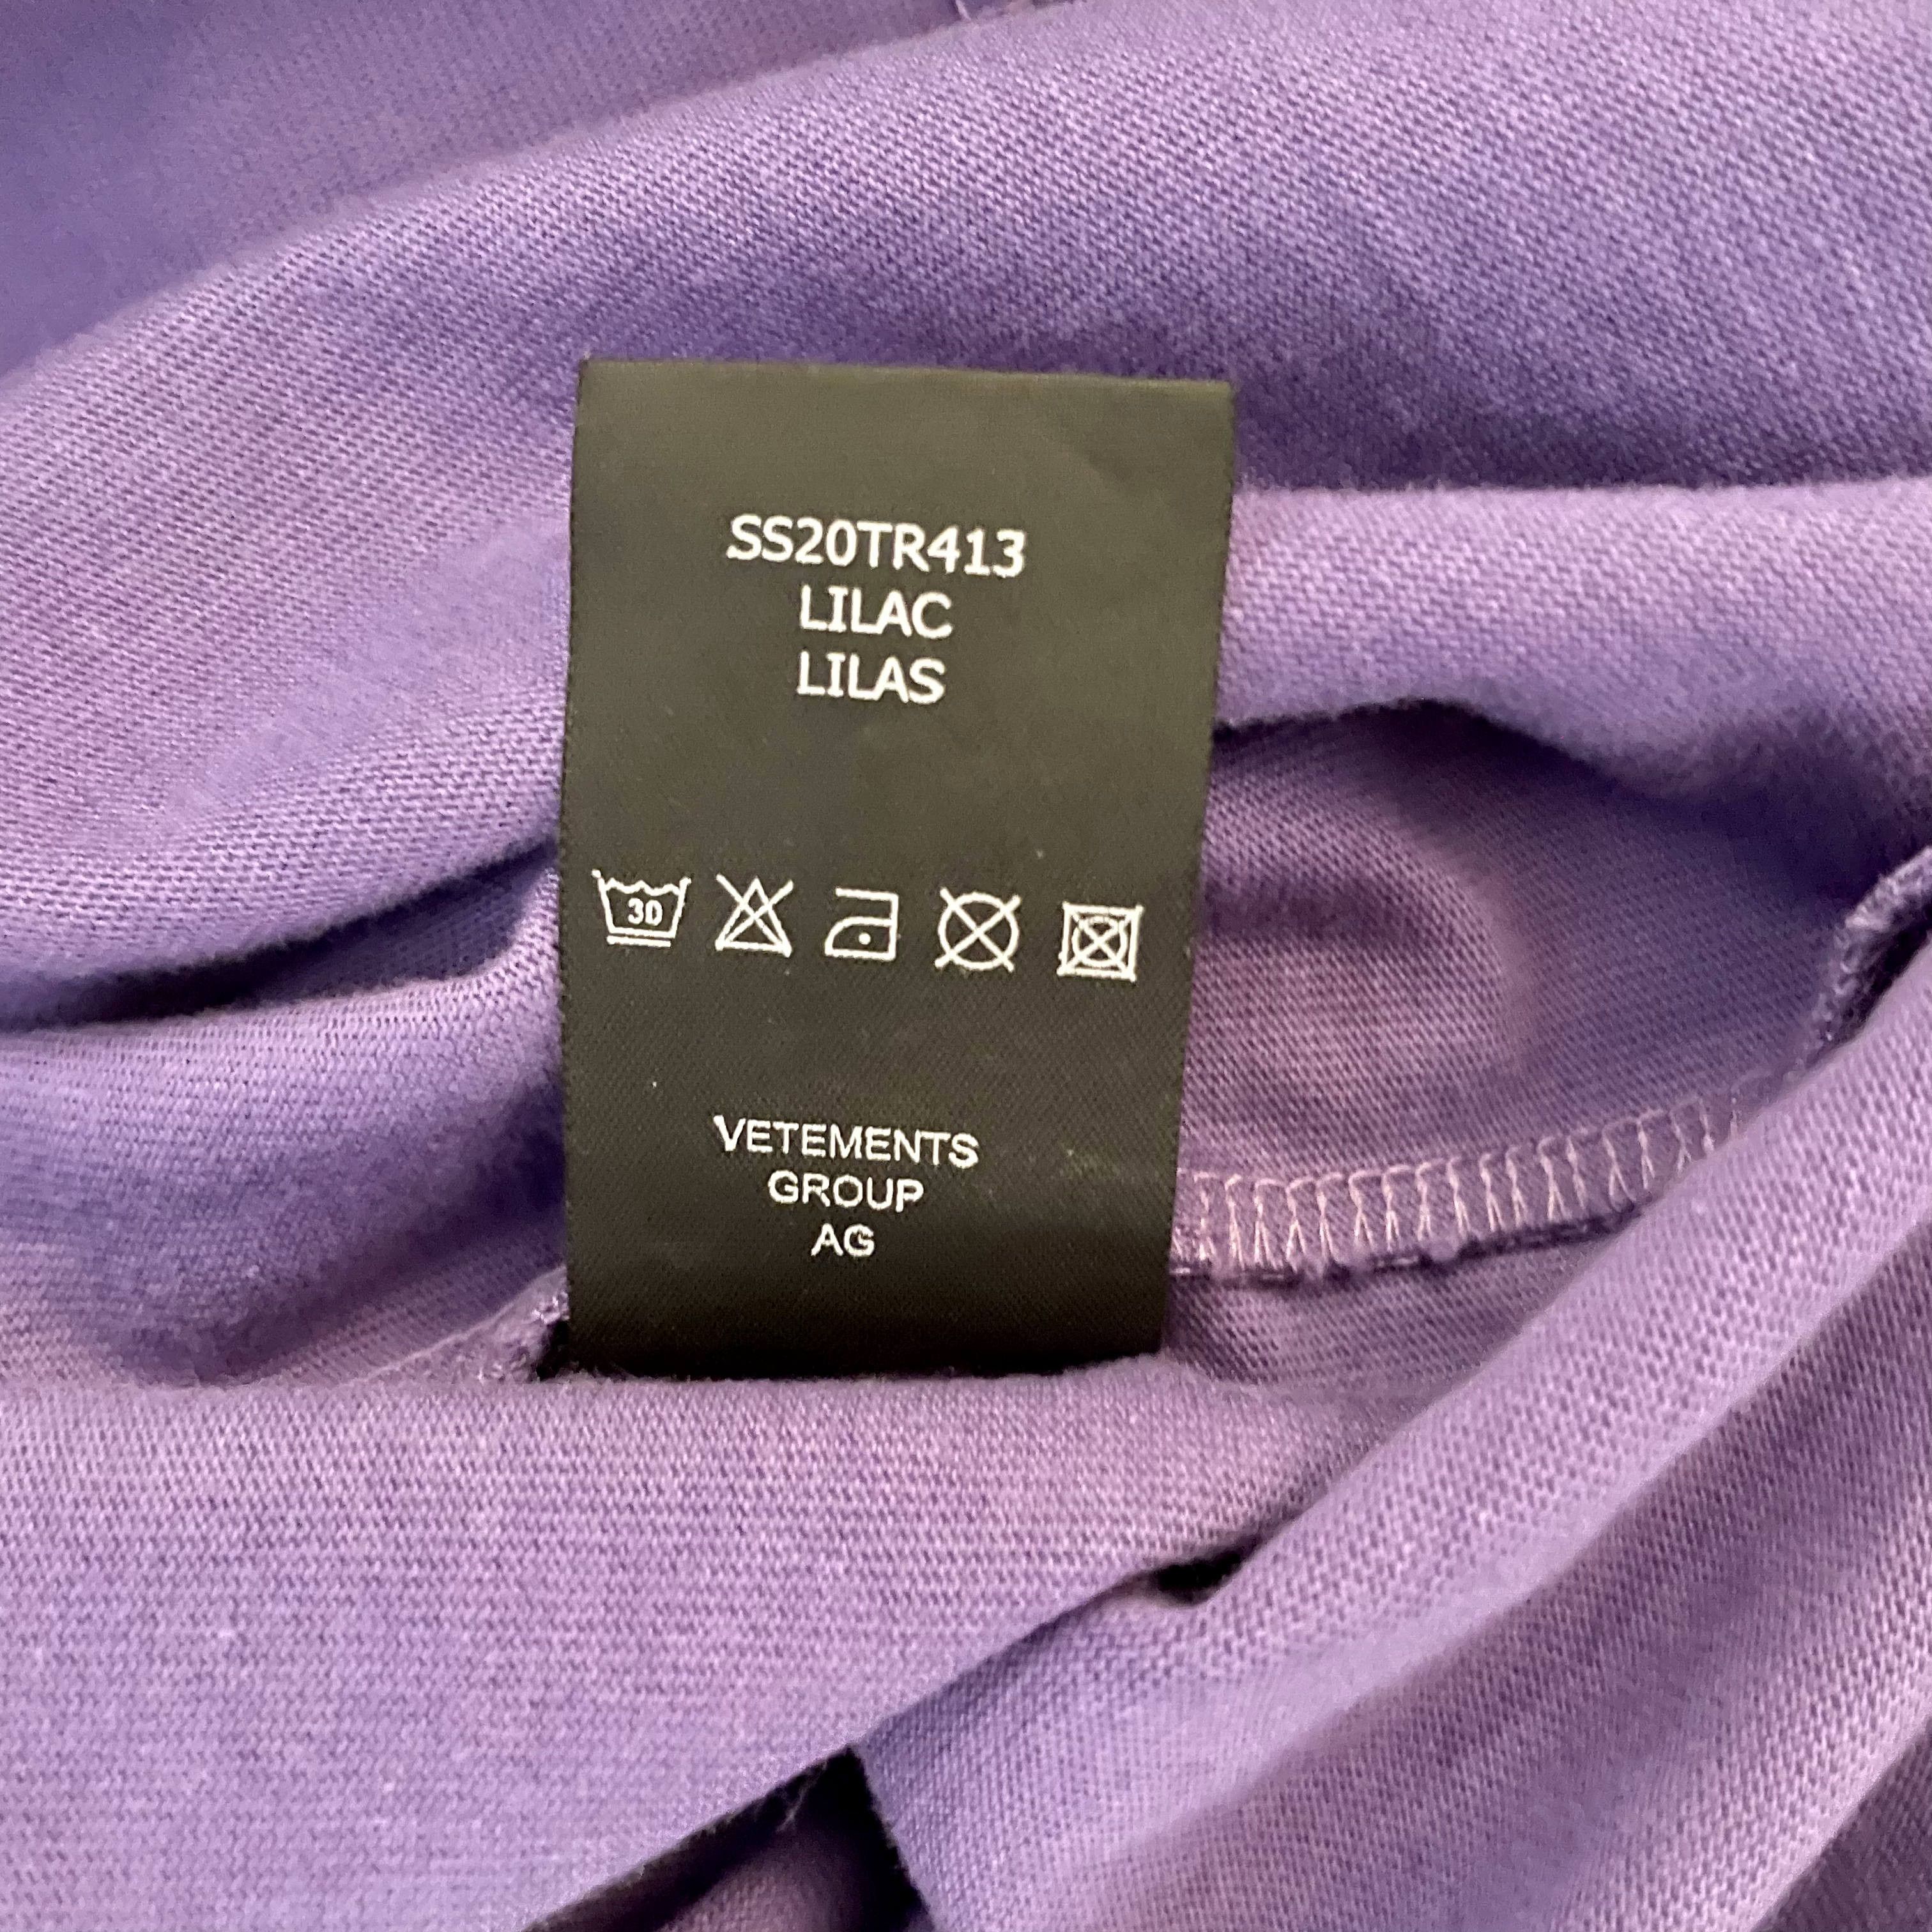 SS20TR413
LILAC
LILAS
30
VETEMENTS
GROUP
AG